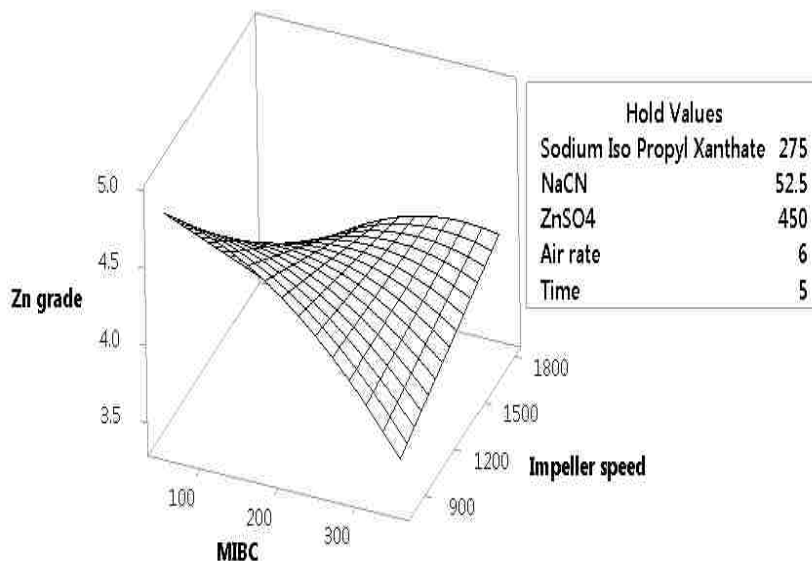 Hold Values
Sodium Iso Propyl Xanthate 275
NaCN 52.5
ZnSO4 450
Air rate 6
Time 5
5.0
4.5
Zn grade
4.0
3.5
1800
1500
1200
Impeller speed
900
100
200
300
MIBC